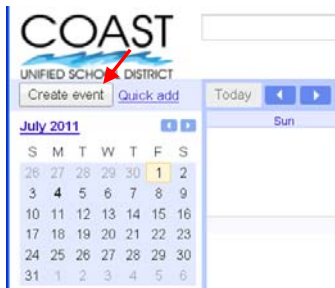 COAST
UNIFIED SCHOOL DISTRICT
Create event Quick add Today
July 2011 Sun
S M T W T F S
26 27 28 29 30 1 2
3 4 5 6 7 8 9
10 11 12 13 14 15 16
17 18 19 20 21 22 23
24 25 26 27 28 29 30
31 1 2 3 4 5 6